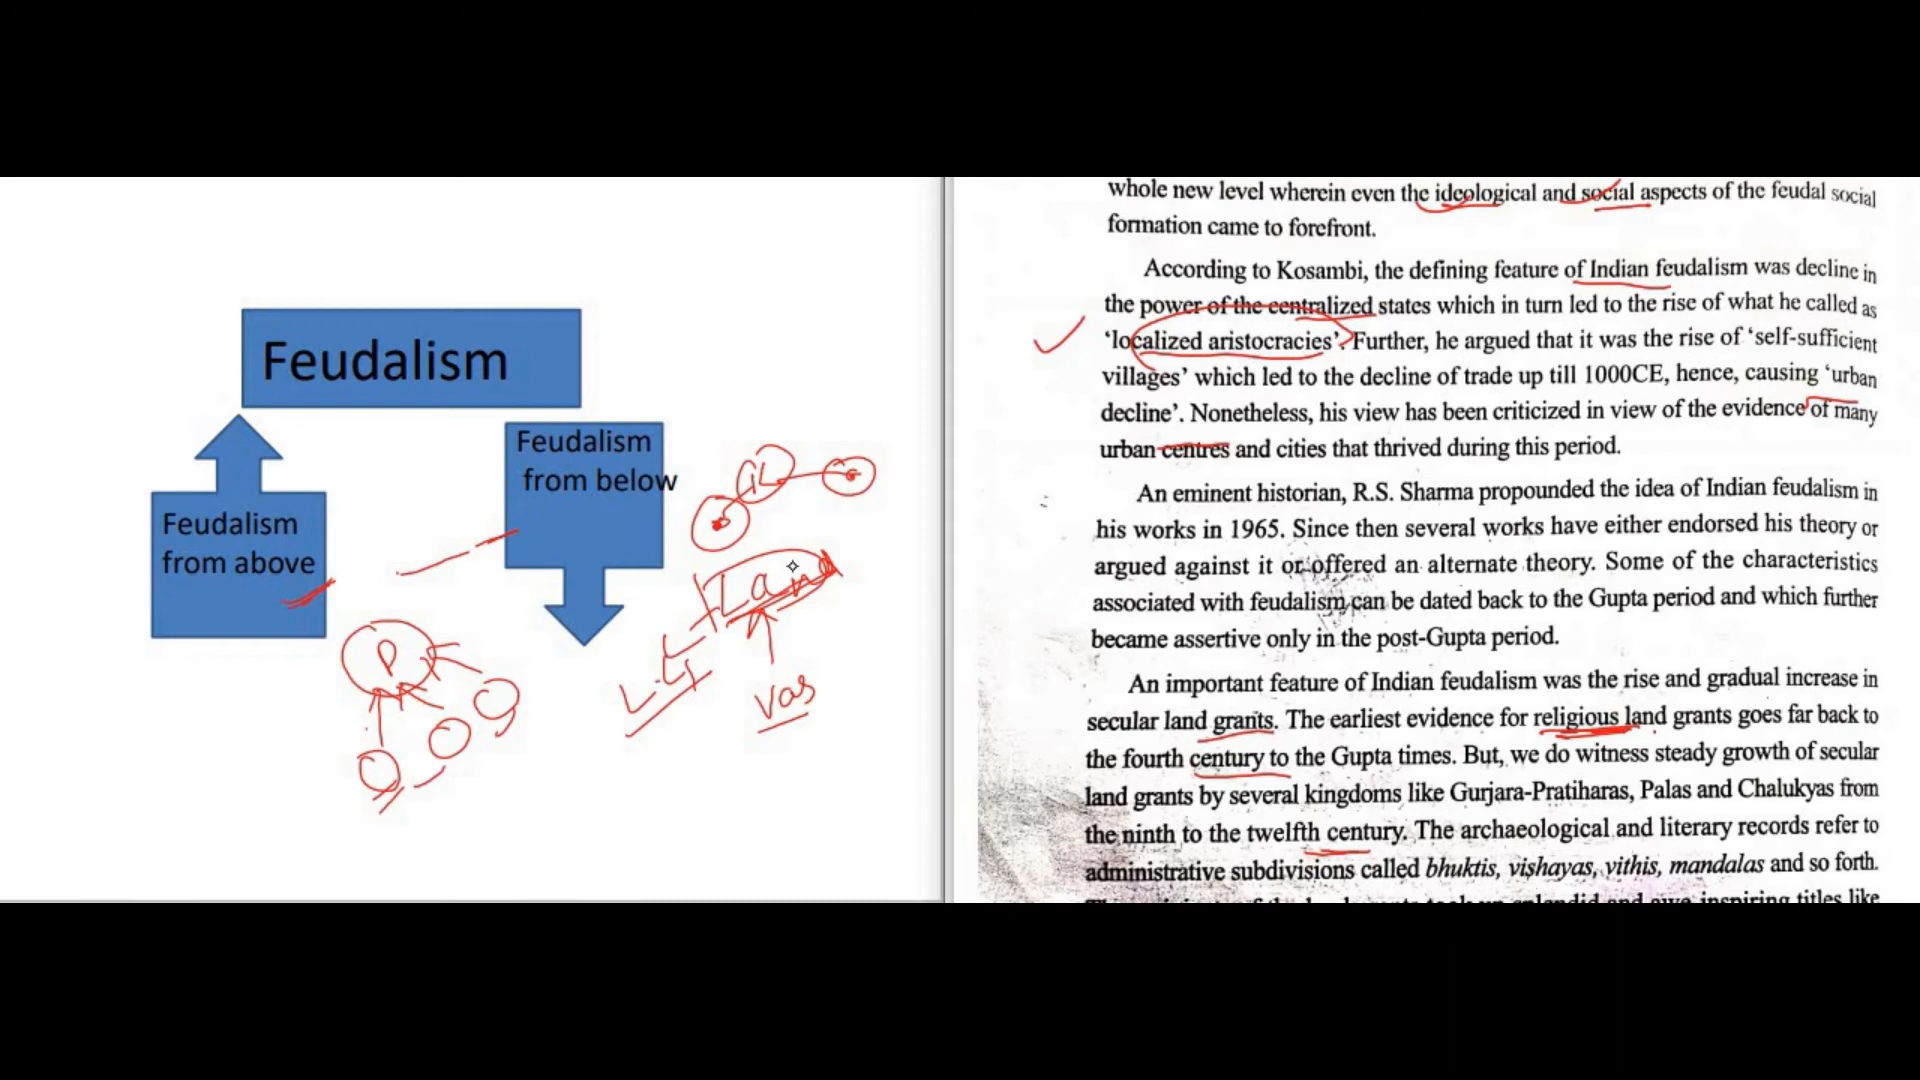 Feudalism
Feudalism
from below
Feudalism
from above
P
Land
vas
whole new level wherein even the ideological and social aspects of the feudal social
formation came to forefront.
According to Kosambi, the defining feature of Indian feudalism was decline in
the power of the centralized states which in turn led to the rise of what he called as
‘localized aristocracies’. Further, he argued that it was the rise of ‘self-sufficient
villages’ which led to the decline of trade up till 1000CE, hence, causing ‘urban
decline’. Nonetheless, his view has been criticized in view of the evidence of many
urban centres and cities that thrived during this period.
An eminent historian, R.S. Sharma propounded the idea of Indian feudalism in
his works in 1965. Since then several works have either endorsed his theory or
argued against it or offered an alternate theory. Some of the characteristics
associated with feudalism can be dated back to the Gupta period and which further
became assertive only in the post-Gupta period.
An important feature of Indian feudalism was the rise and gradual increase in
secular land grants. The earliest evidence for religious land grants goes far back to
the fourth century to the Gupta times. But, we do witness steady growth of secular
land grants by several kingdoms like Gurjara-Pratiharas, Palas and Chalukyas from
the ninth to the twelfth century. The archaeological and literary records refer to
administrative subdivisions called bhuktis, vishayas, vithis, mandalas and so forth.